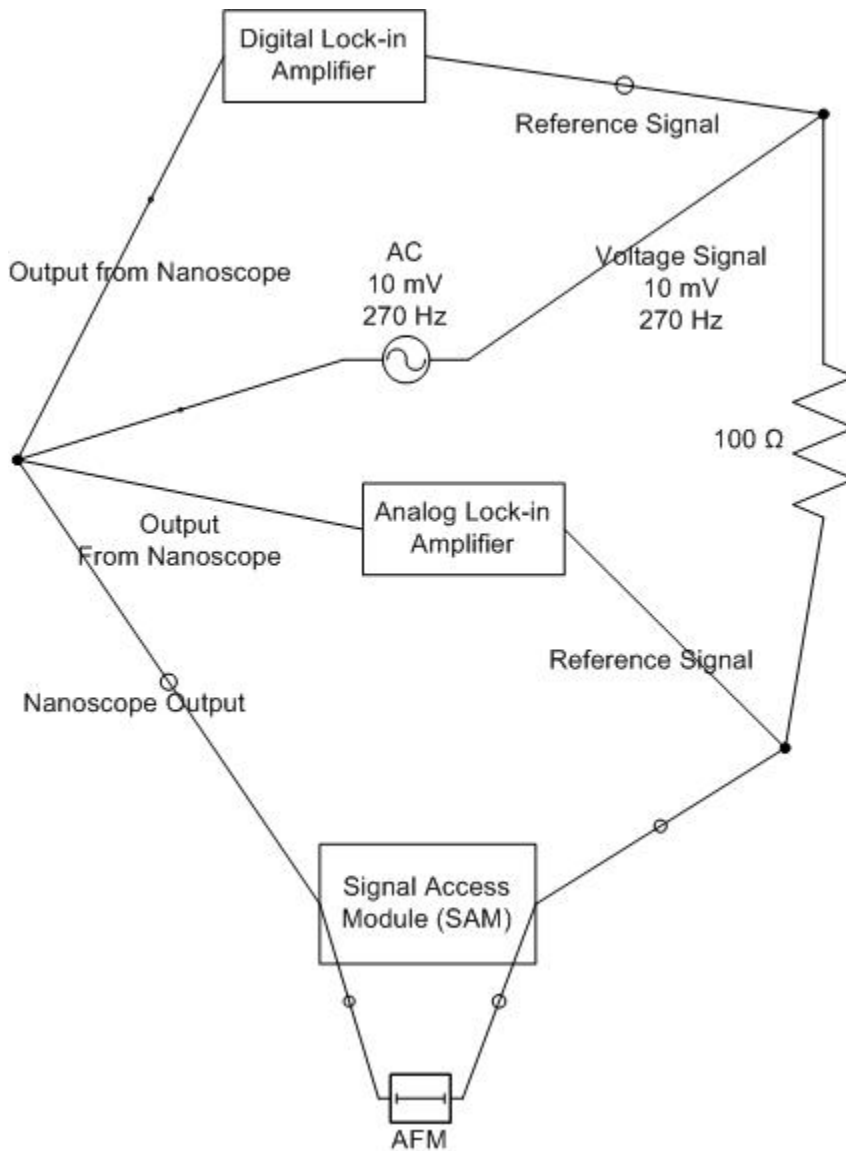 Digital Lock-in
Amplifier
Reference Signal
Output from Nanoscope
AC
10 mV
270 Hz
Voltage Signal
10 mV
270 Hz
100 Ω
Analog Lock-in
Amplifier
Output
From Nanoscope
Reference Signal
Nanoscope Output
Signal Access
Module (SAM)
AFM